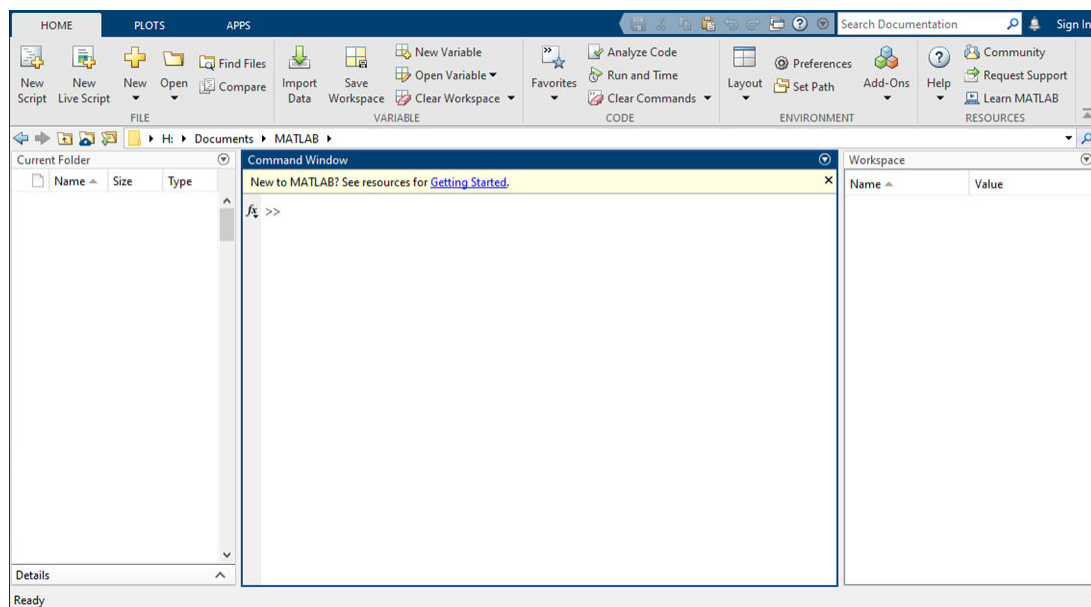 HOME PLOTS APPS Search Documentation Sign In
New Script
New Live Script
New
Open
Find Files
Compare
FILE
Import Data
Save Workspace
New Variable
Open Variable
Clear Workspace
VARIABLE
Favorites
Analyze Code
Run and Time
Clear Commands
CODE
Layout
Preferences
Set Path
Add-Ons
ENVIRONMENT
Help
Community
Request Support
Learn MATLAB
RESOURCES
H: Documents MATLAB
Current Folder
Name Size Type
Command Window
New to MATLAB? See resources for Getting Started.
fx >>
Workspace
Name Value
Details
Ready